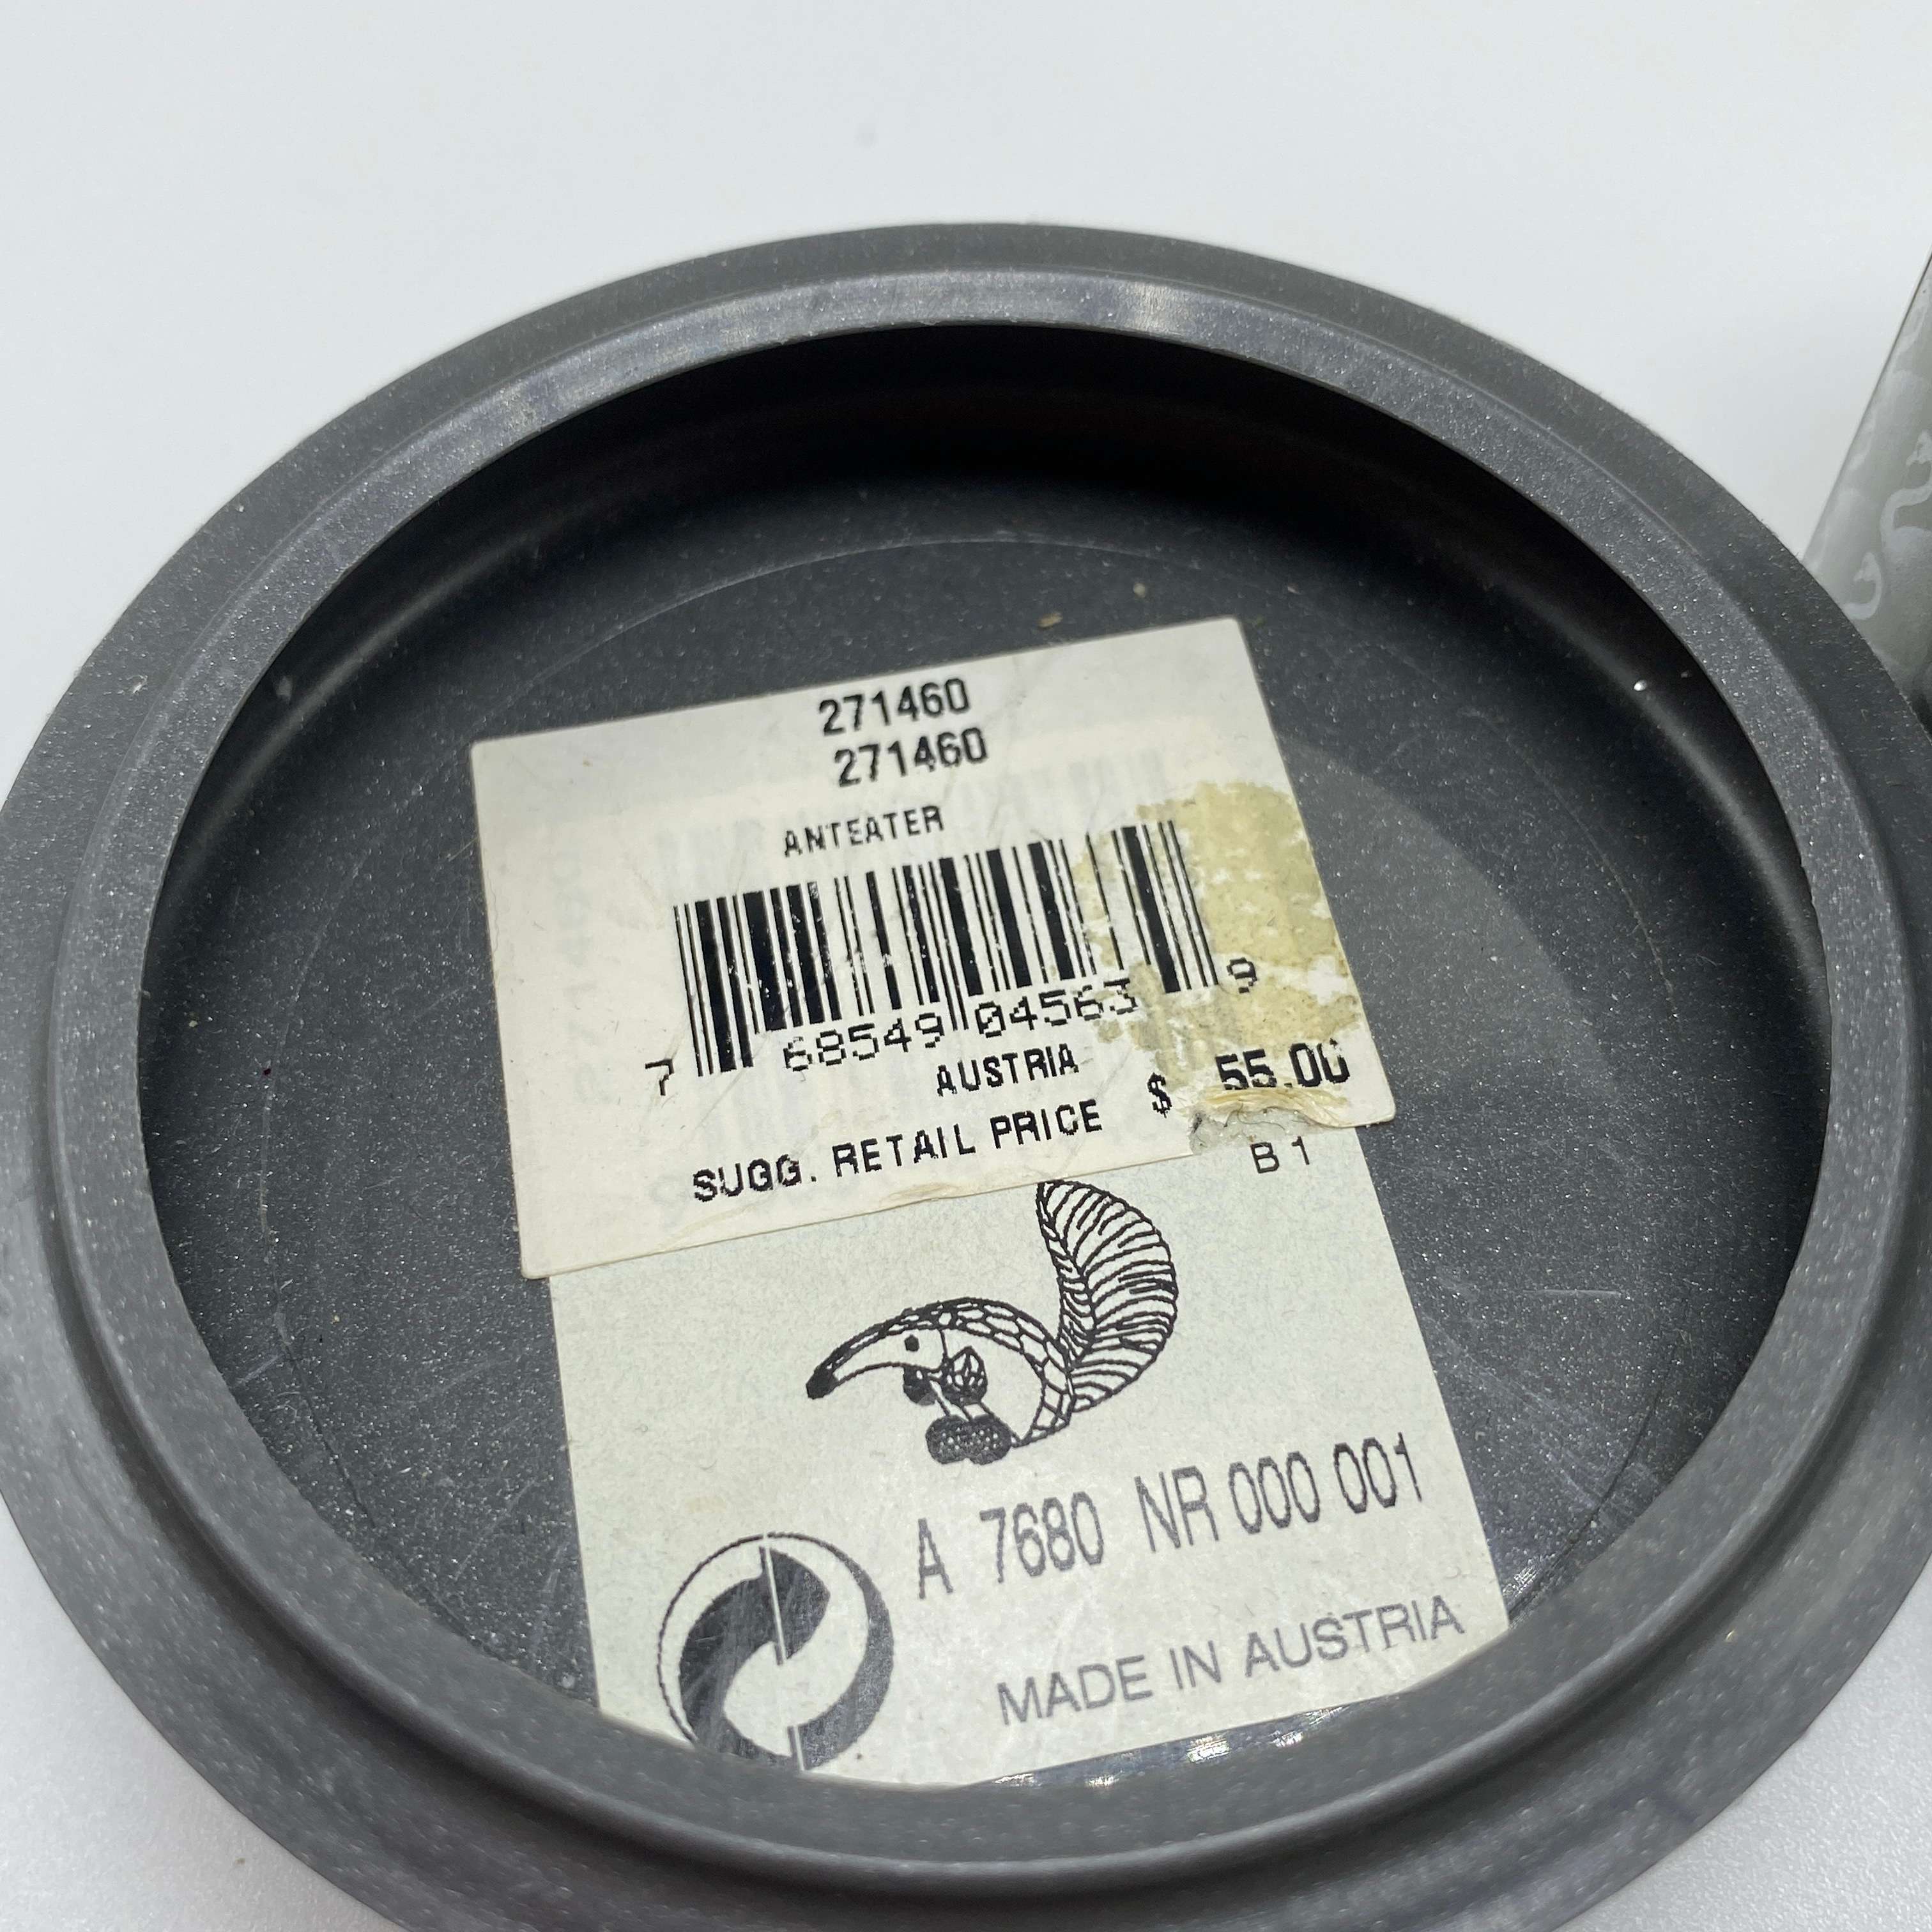 271460
271460
ANTEATER
7 68549 04563 9
AUSTRIA
SUGG. RETAIL PRICE $ 55.00
B1
A 7680 NR 000 001
MADE IN AUSTRIA